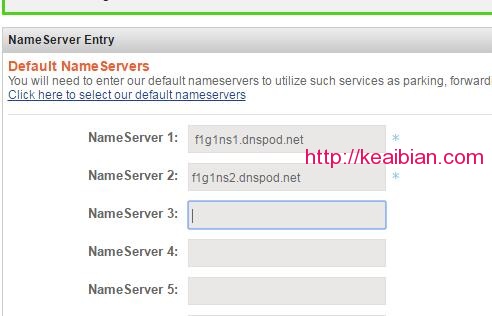 NameServer Entry
Default NameServers
You will need to enter our default nameservers to utilize such services as parking, forward
Click here to select our default nameservers
NameServer 1: f1g1ns1.dnspod.net *
http://keaibian.com
NameServer 2: f1g1ns2.dnspod.net *
NameServer 3:
NameServer 4:
NameServer 5: